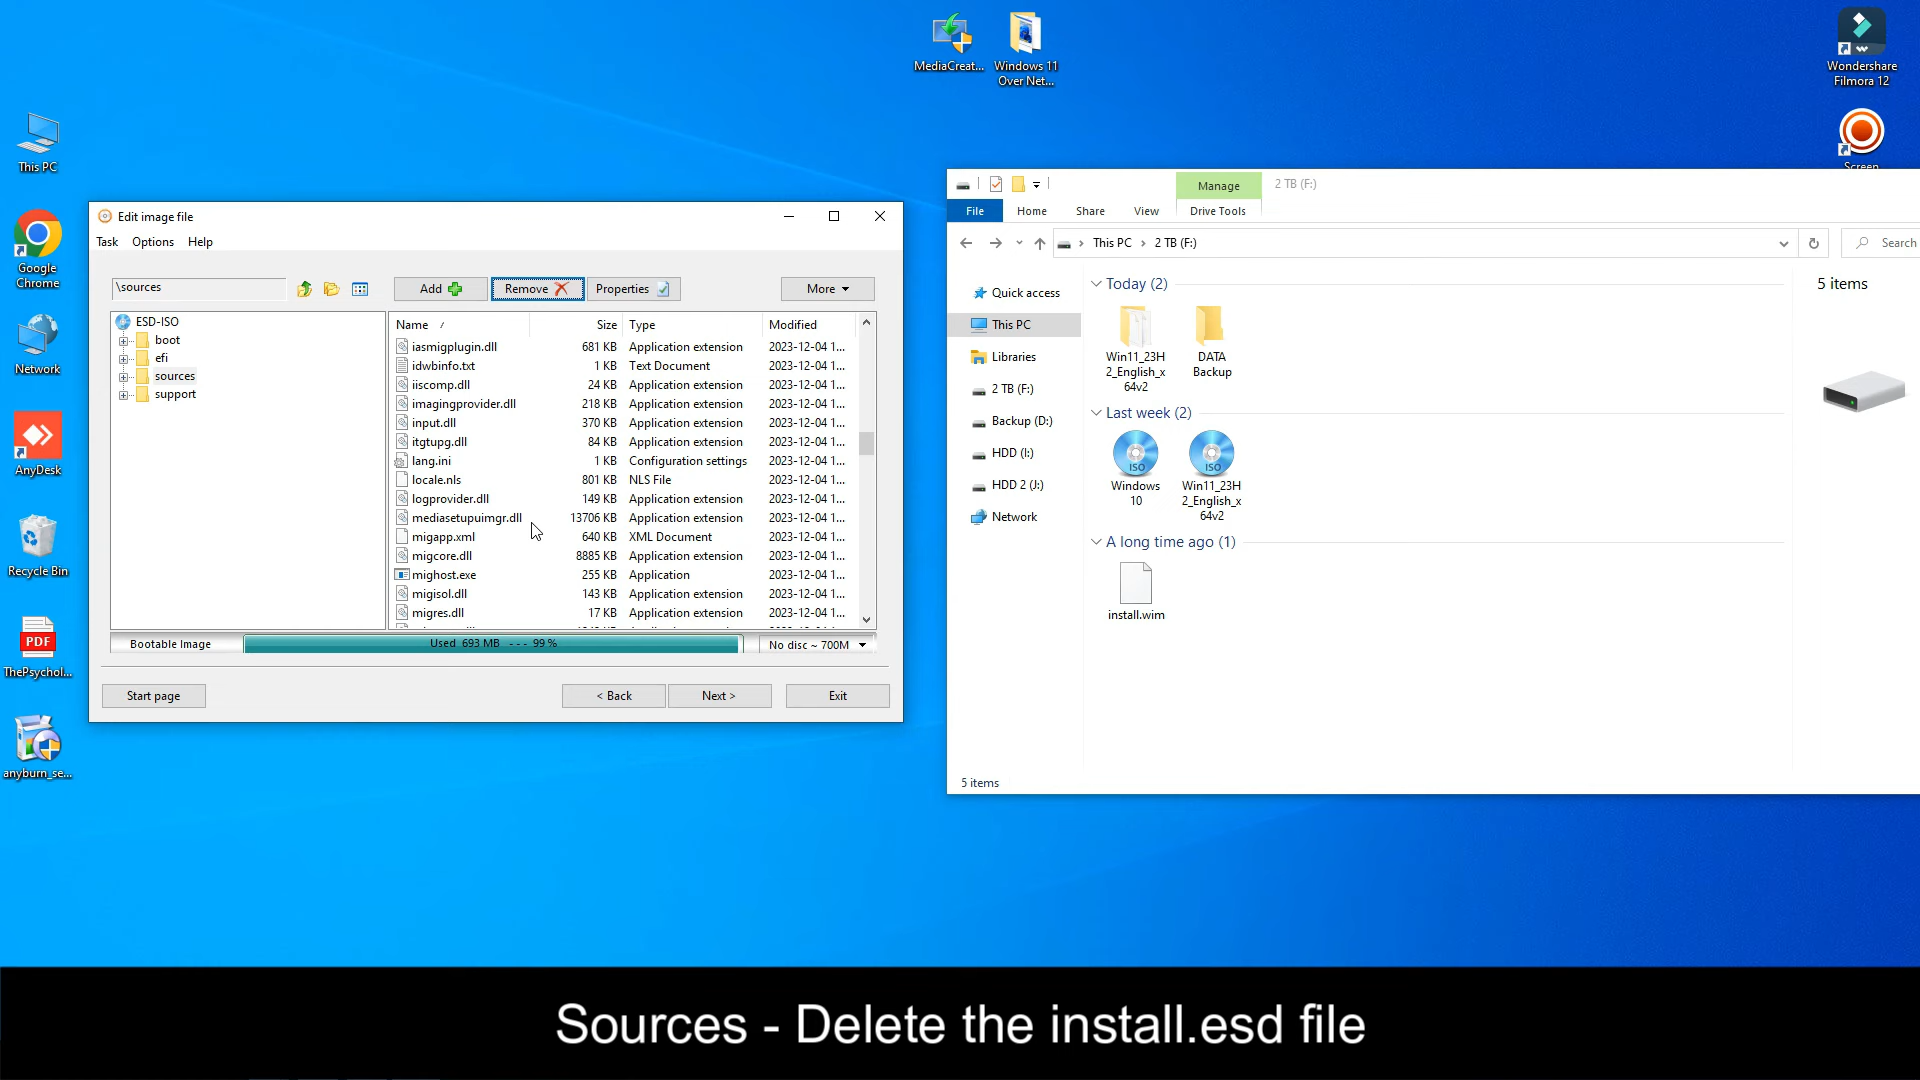 MediaCreat...
Windows 11
Over Net...
Wondershare
Filmora 12
Screen
This PC
Google
Chrome
Network
AnyDesk
Recycle Bin
PDF
ThePsychol...
anyburn_se...
Edit image file
Task Options Help
\sources
Add
Remove
Properties
More
ESD-ISO
boot
efi
sources
support
Name Size Type Modified
iasmigplugin.dll 681 KB Application extension 2023-12-04 1...
idwbinfo.txt 1 KB Text Document 2023-12-04 1...
iiscomp.dll 24 KB Application extension 2023-12-04 1...
imagingprovider.dll 218 KB Application extension 2023-12-04 1...
input.dll 370 KB Application extension 2023-12-04 1...
itgtupg.dll 84 KB Application extension 2023-12-04 1...
lang.ini 1 KB Configuration settings 2023-12-04 1...
locale.nls 801 KB NLS File 2023-12-04 1...
logprovider.dll 149 KB Application extension 2023-12-04 1...
mediasetupuimgr.dll 13706 KB Application extension 2023-12-04 1...
migapp.xml 640 KB XML Document 2023-12-04 1...
migcore.dll 8885 KB Application extension 2023-12-04 1...
mighost.exe 255 KB Application 2023-12-04 1...
migisol.dll 143 KB Application extension 2023-12-04 1...
migres.dll 17 KB Application extension 2023-12-04 1...
Bootable Image
Used 693 MB --- 99 %
No disc ~ 700M
Start page
< Back
Next >
Exit
Manage
2 TB (F:)
File Home Share View Drive Tools
This PC > 2 TB (F:)
Search
Quick access
This PC
Libraries
2 TB (F:)
Backup (D:)
HDD (I:)
HDD 2 (J:)
Network
Today (2)
Win11_23H
2_English_x
64v2
DATA
Backup
Last week (2)
ISO
Windows
10
ISO
Win11_23H
2_English_x
64v2
A long time ago (1)
install.wim
5 items
5 items
Sources - Delete the install.esd file